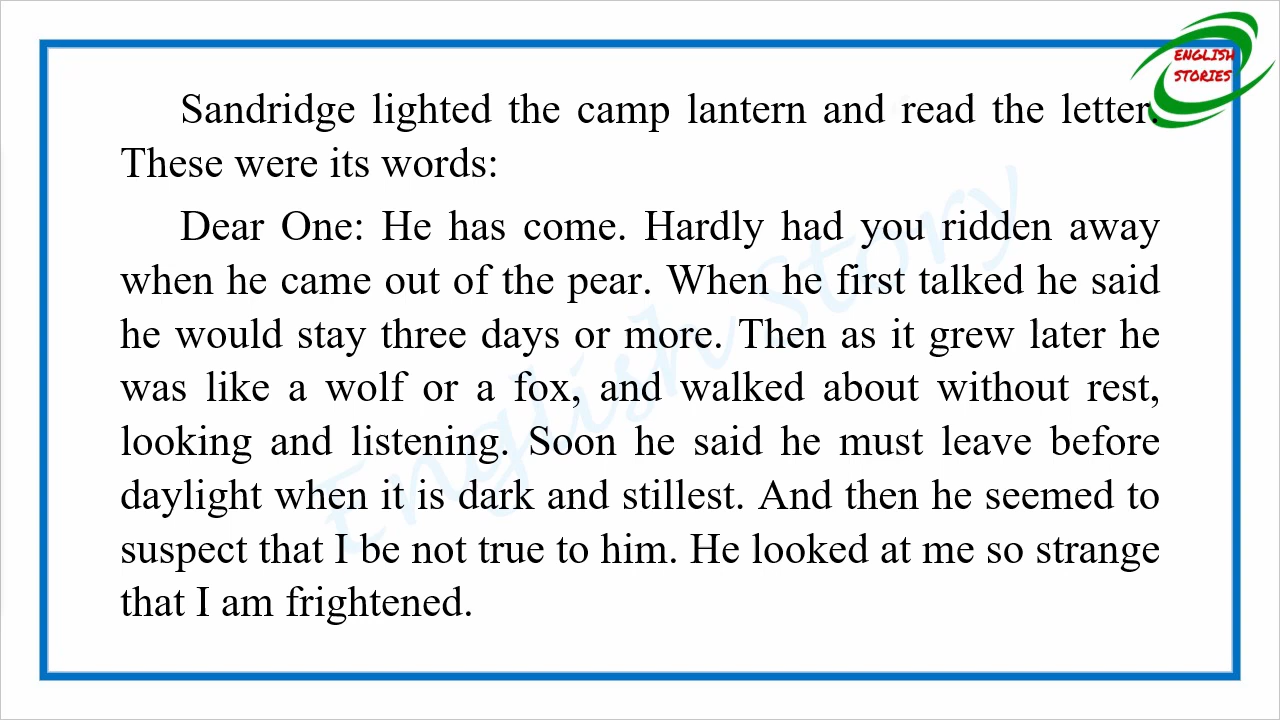 ENGLISH
STORIES
Sandridge lighted the camp lantern and read the letter.
These were its words:
Dear One: He has come. Hardly had you ridden away
when he came out of the pear. When he first talked he said
he would stay three days or more. Then as it grew later he
was like a wolf or a fox, and walked about without rest,
looking and listening. Soon he said he must leave before
daylight when it is dark and stillest. And then he seemed to
suspect that I be not true to him. He looked at me so strange
that I am frightened.
English Story